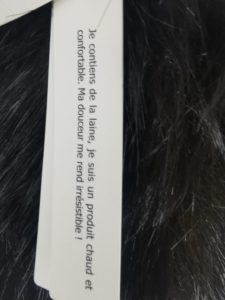 Je contiens de la laine, je suis un produit chaud et
confortable. Ma douceur me rend irrésistible !